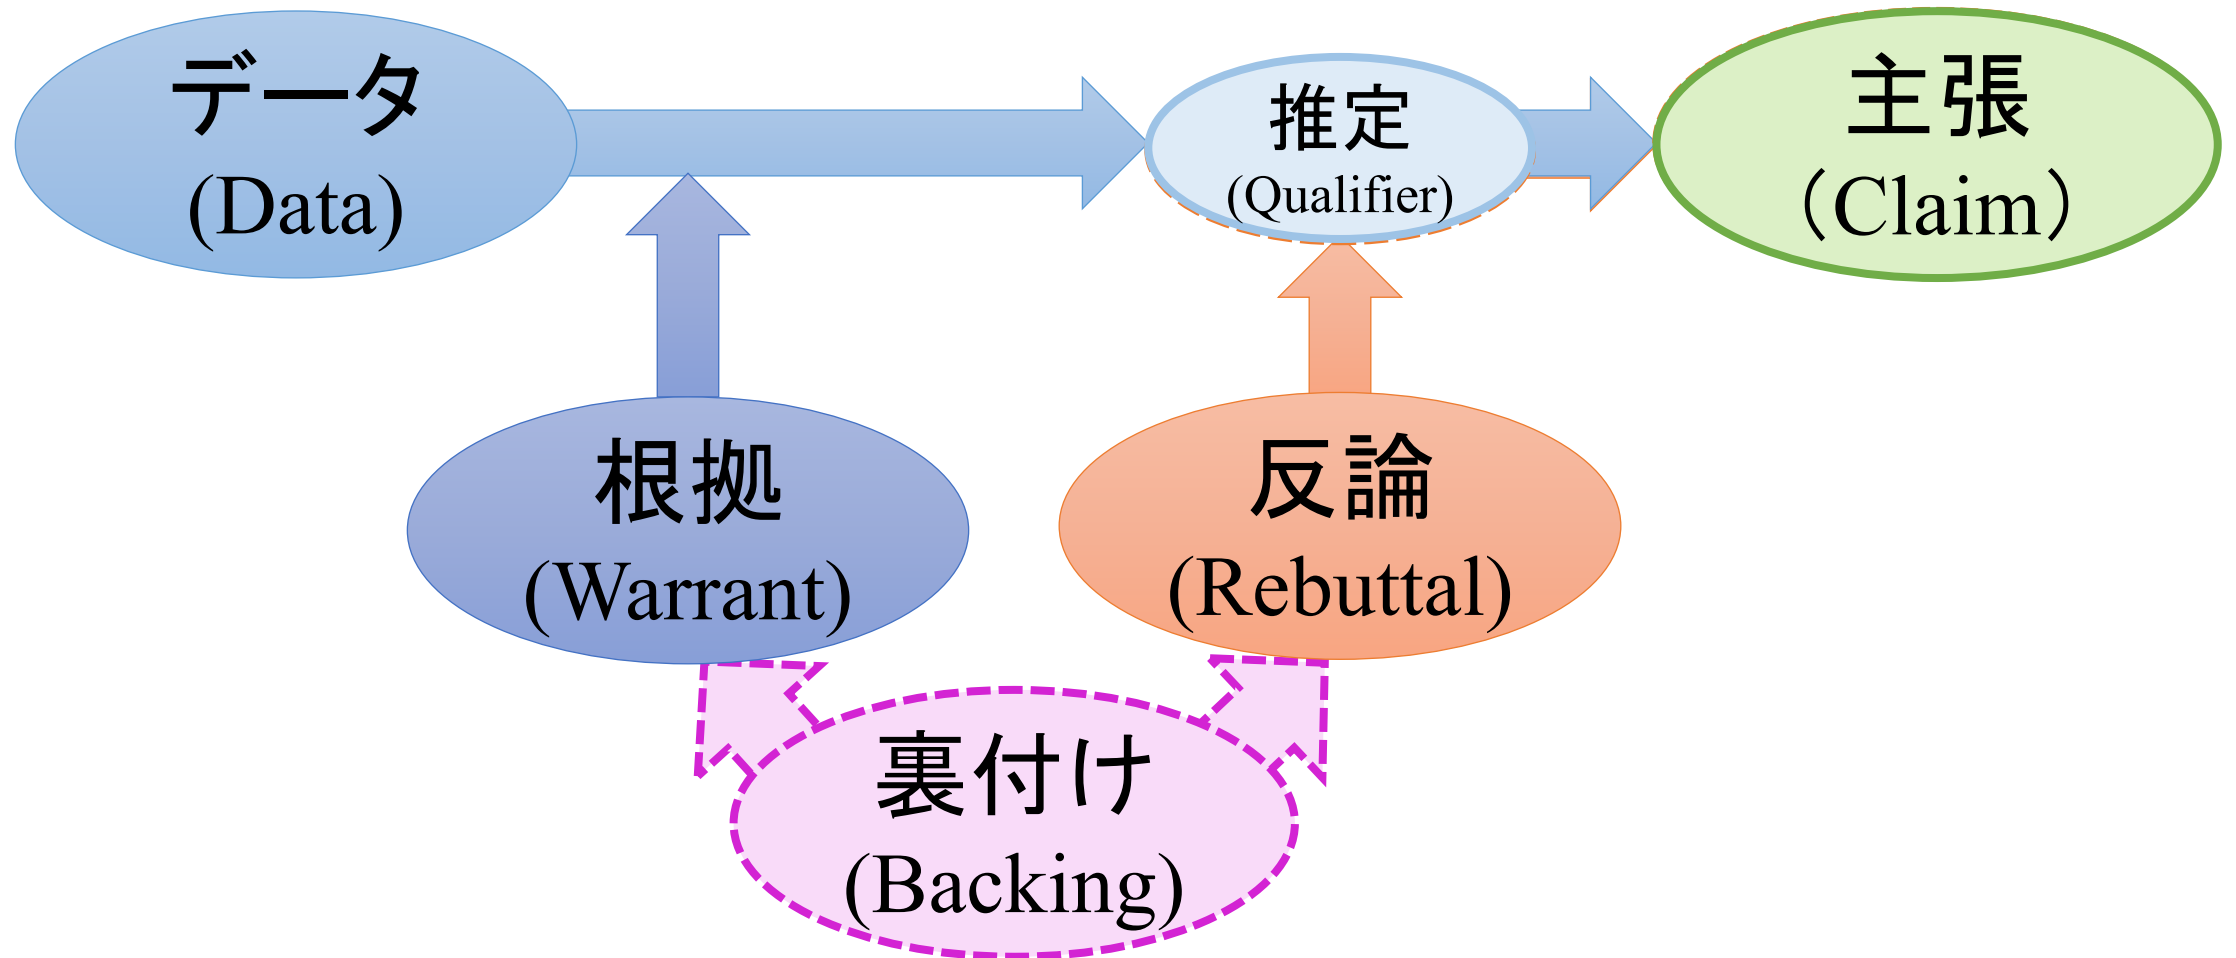 データ
(Data)
推定
(Qualifier)
主張
（Claim）
根拠
(Warrant)
反論
(Rebuttal)
裏付け
(Backing)